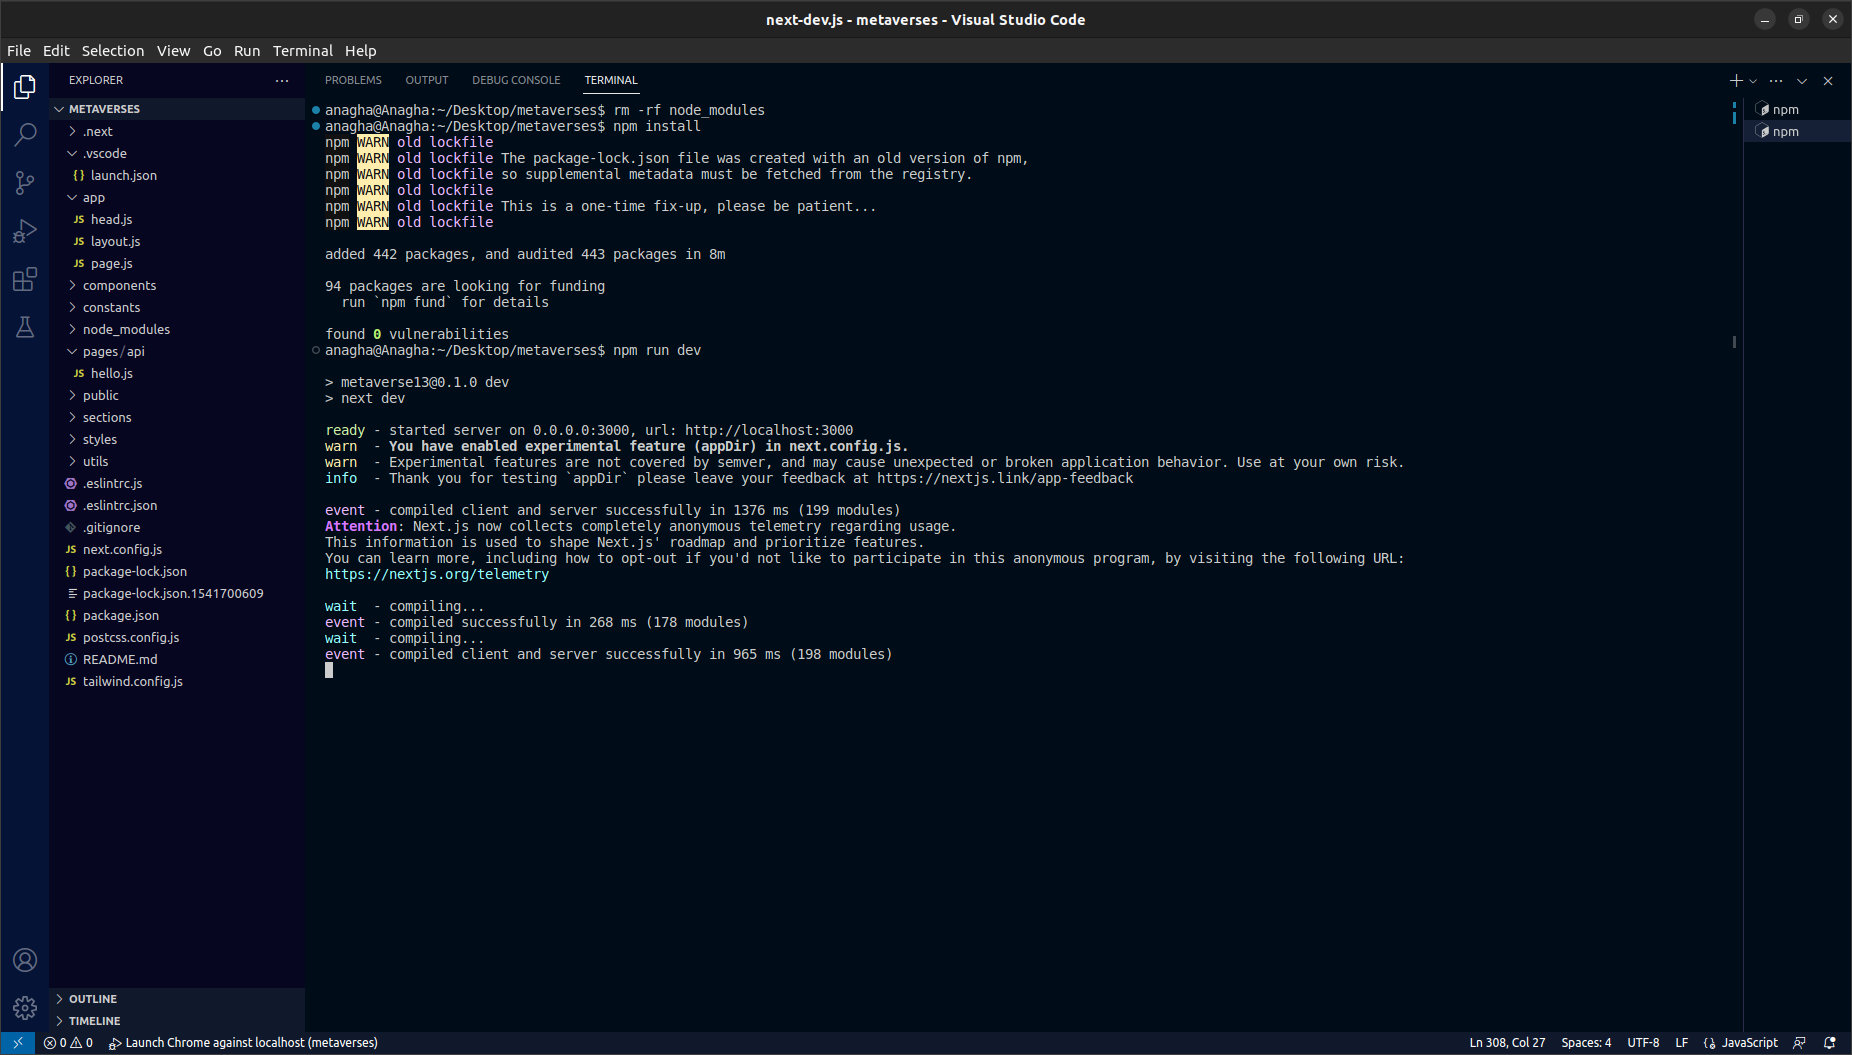 next-dev.js - metaverses - Visual Studio Code
File Edit Selection View Go Run Terminal Help
EXPLORER
METAVERSES
.next
.vscode
{} launch.json
app
JS head.js
JS layout.js
JS page.js
components
constants
node_modules
pages/api
JS hello.js
public
sections
styles
utils
.eslintrc.js
.eslintrc.json
.gitignore
JS next.config.js
{} package-lock.json
package-lock.json.1541700609
{} package.json
JS postcss.config.js
README.md
JS tailwind.config.js
OUTLINE
TIMELINE
PROBLEMS OUTPUT DEBUG CONSOLE TERMINAL
anagha@Anagha:~/Desktop/metaverses$ rm -rf node_modules
anagha@Anagha:~/Desktop/metaverses$ npm install
npm WARN old lockfile
npm WARN old lockfile The package-lock.json file was created with an old version of npm,
npm WARN old lockfile so supplemental metadata must be fetched from the registry.
npm WARN old lockfile
npm WARN old lockfile This is a one-time fix-up, please be patient...
npm WARN old lockfile
added 442 packages, and audited 443 packages in 8m
94 packages are looking for funding
run `npm fund` for details
found 0 vulnerabilities
anagha@Anagha:~/Desktop/metaverses$ npm run dev
> metaverse13@0.1.0 dev
> next dev
ready - started server on 0.0.0.0:3000, url: http://localhost:3000
warn - You have enabled experimental feature (appDir) in next.config.js.
warn - Experimental features are not covered by semver, and may cause unexpected or broken application behavior. Use at your own risk.
info - Thank you for testing `appDir` please leave your feedback at https://nextjs.link/app-feedback
event - compiled client and server successfully in 1376 ms (199 modules)
Attention: Next.js now collects completely anonymous telemetry regarding usage.
This information is used to shape Next.js' roadmap and prioritize features.
You can learn more, including how to opt-out if you'd not like to participate in this anonymous program, by visiting the following URL:
https://nextjs.org/telemetry
wait - compiling...
event - compiled successfully in 268 ms (178 modules)
wait - compiling...
event - compiled client and server successfully in 965 ms (198 modules)
npm
npm
0 0 Launch Chrome against localhost (metaverses)
Ln 308, Col 27 Spaces: 4 UTF-8 LF JavaScript